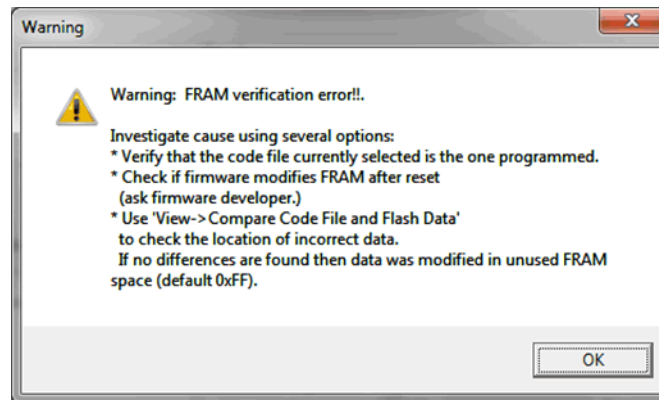 Warning
Warning:  FRAM verification error!!.
Investigate cause using several options:
* Verify that the code file currently selected is the one programmed.
* Check if firmware modifies FRAM after reset
(ask firmware developer.)
* Use 'View->Compare Code File and Flash Data'
to check the location of incorrect data.
If no differences are found then data was modified in unused FRAM
space (default 0xFF).
OK